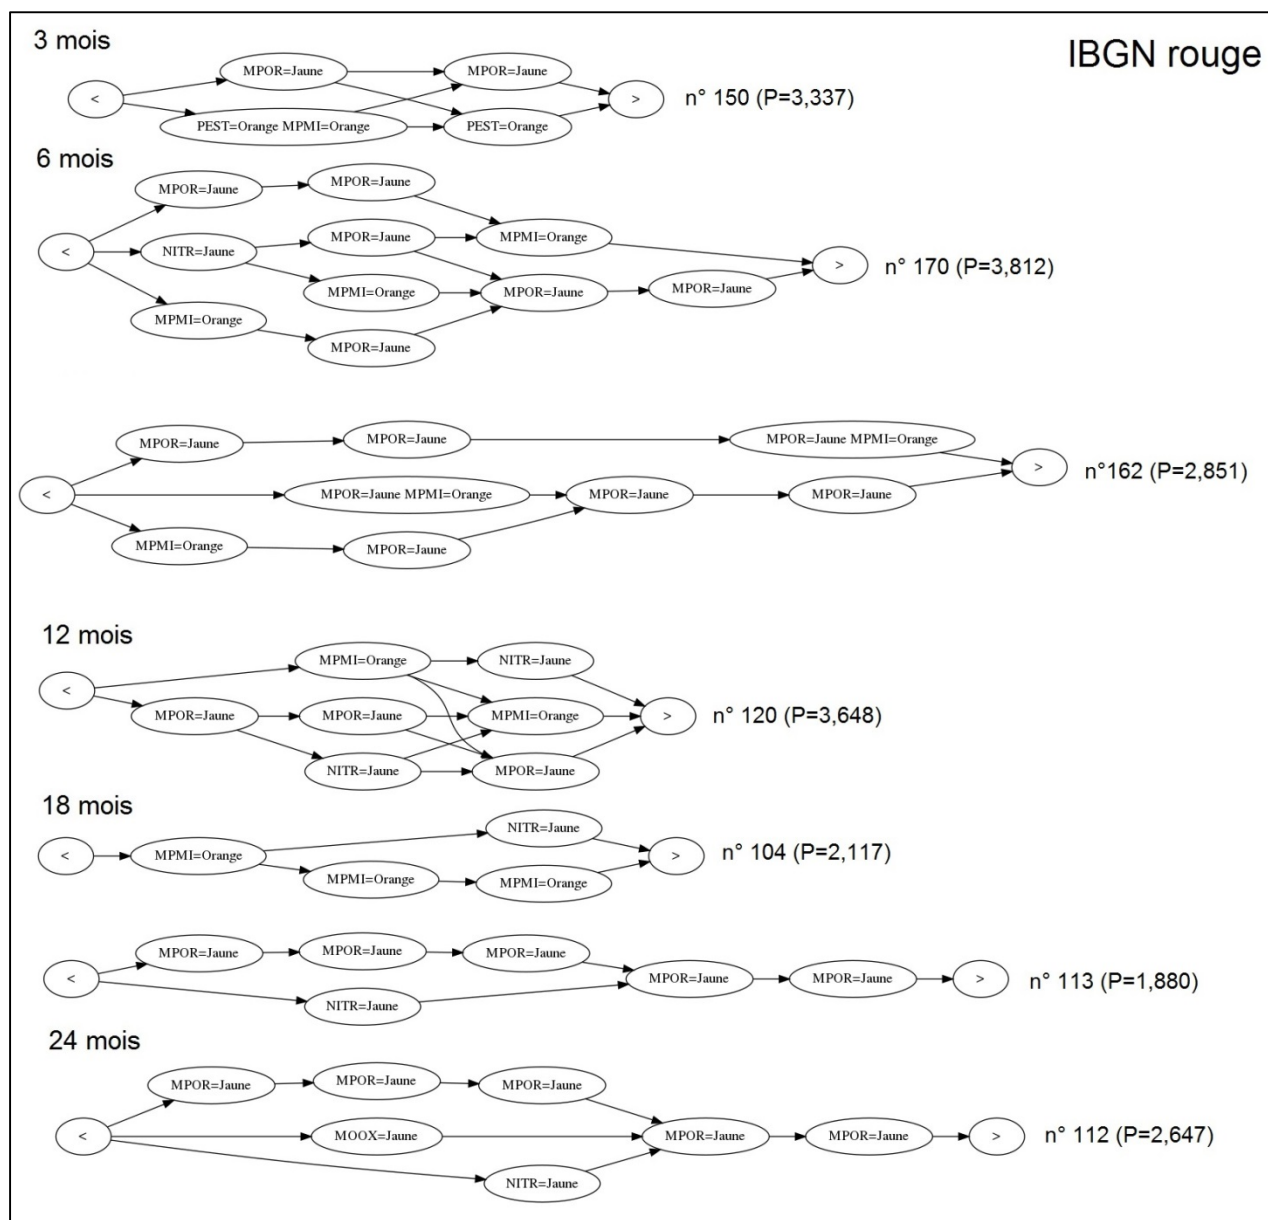 3 mois
IBGN rouge
MPOR=Jaune
MPOR=Jaune
<
>
n° 150 (P=3,337)
PEST=Orange MPMI=Orange
PEST=Orange
6 mois
MPOR=Jaune
MPOR=Jaune
<
NITR=Jaune
MPOR=Jaune
MPMI=Orange
>
n° 170 (P=3,812)
MPMI=Orange
MPOR=Jaune
MPOR=Jaune
MPMI=Orange
MPOR=Jaune
MPOR=Jaune
MPOR=Jaune
MPOR=Jaune MPMI=Orange
>
n°162 (P=2,851)
<
MPOR=Jaune MPMI=Orange
MPOR=Jaune
MPOR=Jaune
MPMI=Orange
MPOR=Jaune
12 mois
MPMI=Orange
NITR=Jaune
<
MPOR=Jaune
MPOR=Jaune
MPMI=Orange
>
n° 120 (P=3,648)
NITR=Jaune
MPOR=Jaune
18 mois
NITR=Jaune
<
MPMI=Orange
>
n° 104 (P=2,117)
MPMI=Orange
MPMI=Orange
MPOR=Jaune
MPOR=Jaune
MPOR=Jaune
<
MPOR=Jaune
MPOR=Jaune
>
n° 113 (P=1,880)
NITR=Jaune
24 mois
MPOR=Jaune
MPOR=Jaune
MPOR=Jaune
<
MOOX=Jaune
MPOR=Jaune
MPOR=Jaune
>
n° 112 (P=2,647)
NITR=Jaune